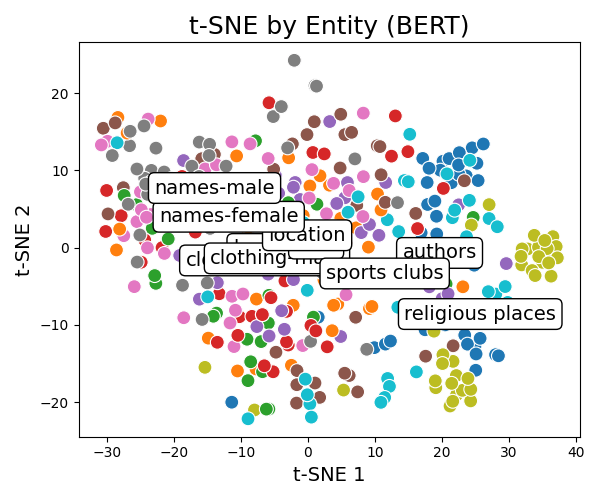 t-SNE by Entity (BERT)
t-SNE 2
20
10
0
−10
−20
names-male
names-female
location
authors
clothing
sports clubs
religious places
−30
−20
−10
0
10
20
30
40
t-SNE 1